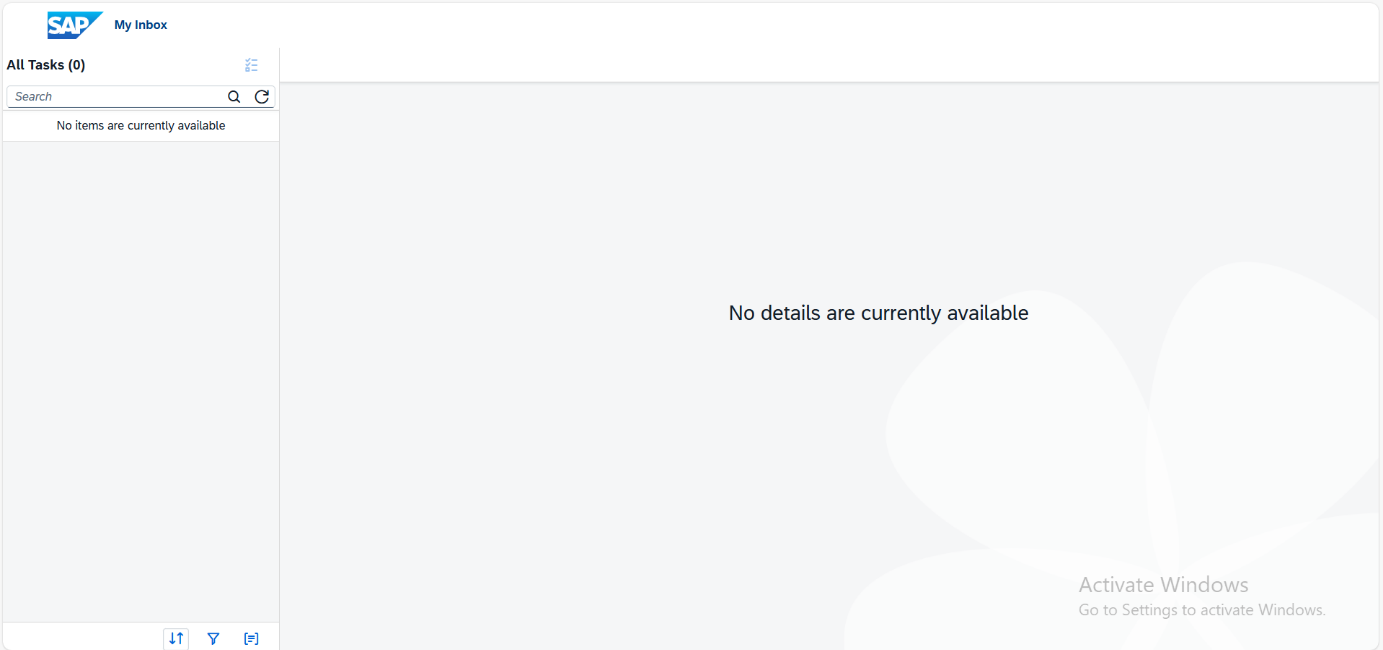 SAP My Inbox
All Tasks (0)
Search
No items are currently available
No details are currently available
Activate Windows
Go to Settings to activate Windows.